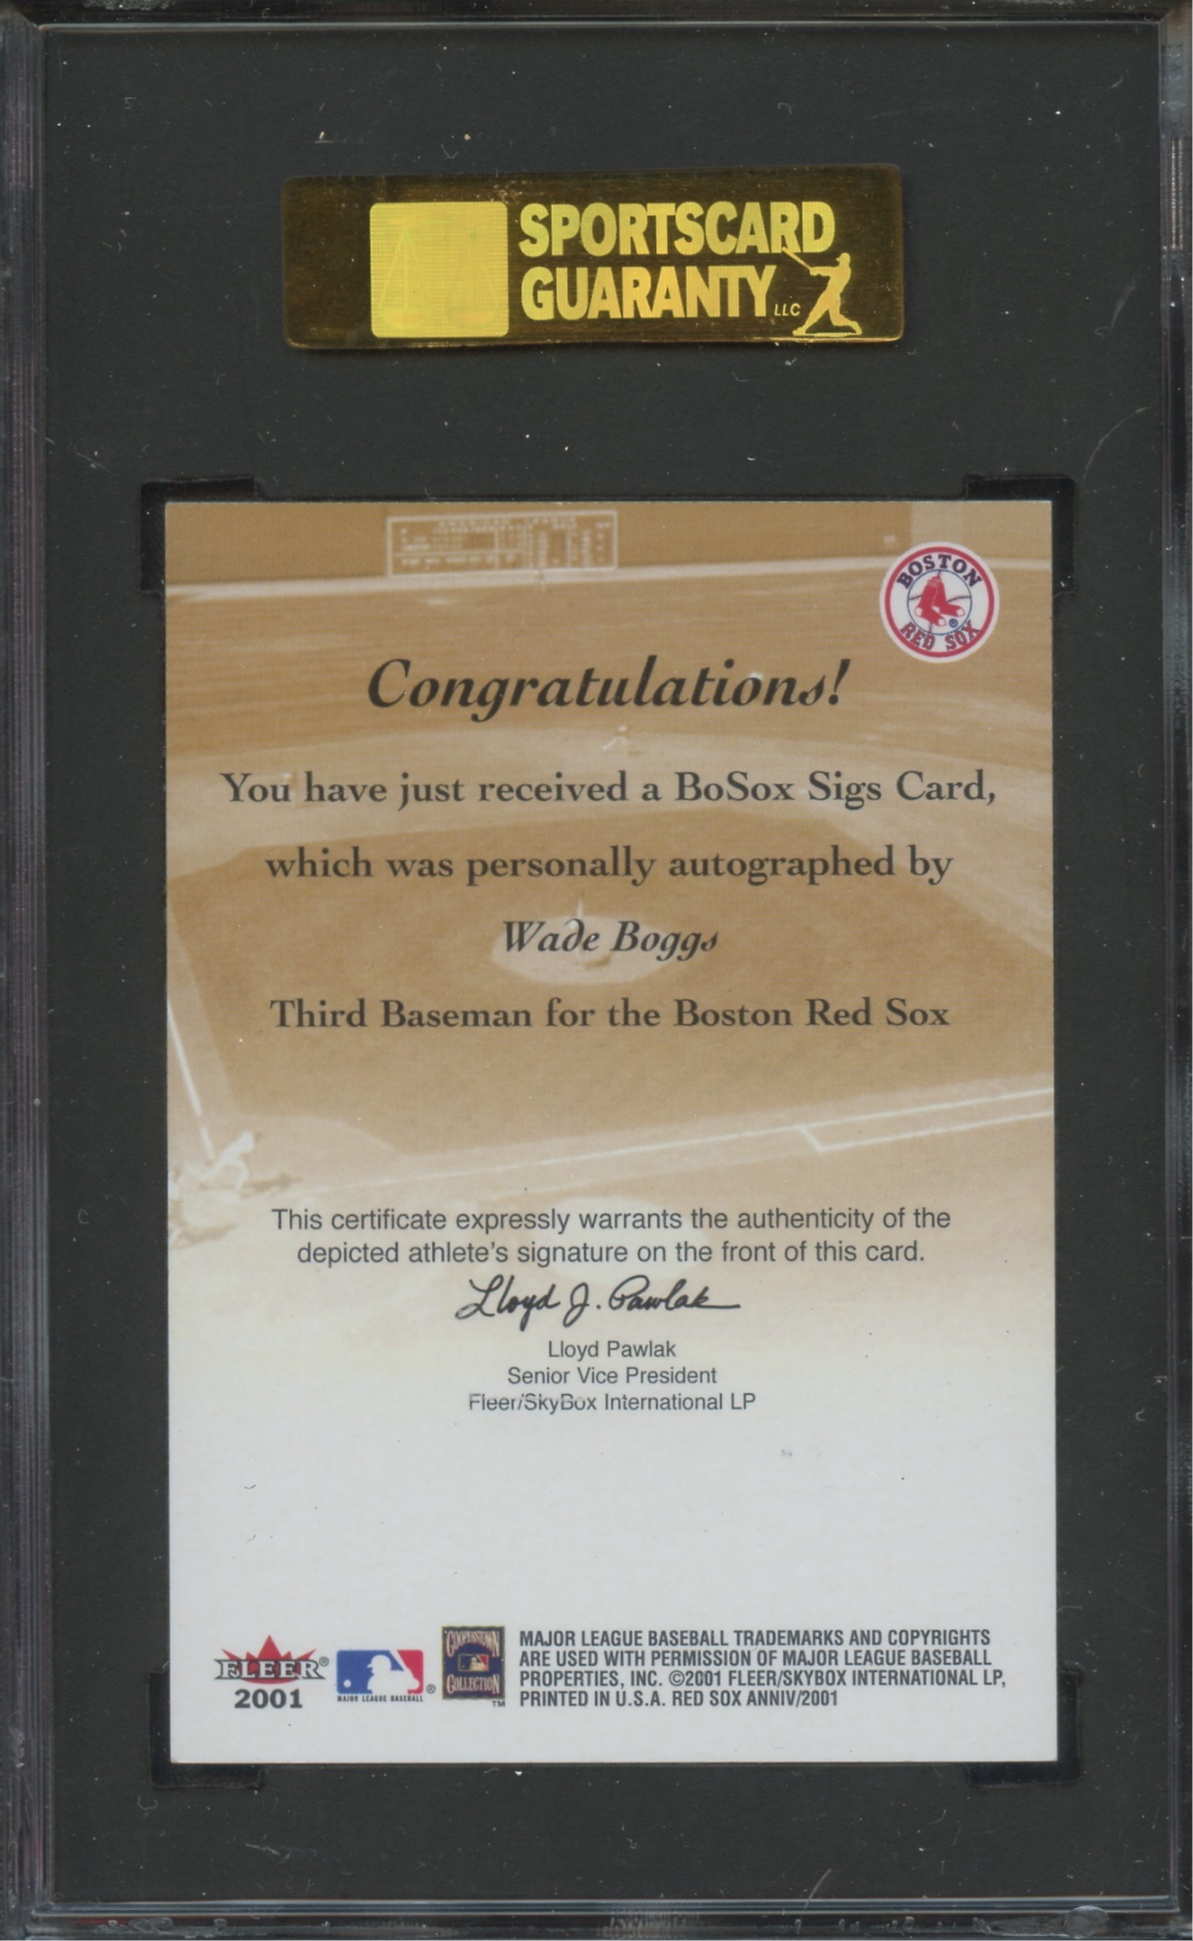 SPORTSCARD
GUARANTY LLC
BOSTON
RED SOX
Congratulations!
You have just received a BoSox Sigs Card,
which was personally autographed by
Wade Boggs
Third Baseman for the Boston Red Sox
This certificate expressly warrants the authenticity of the
depicted athlete's signature on the front of this card.
Lloyd J. Pawlak
Lloyd Pawlak
Senior Vice President
Fleer/SkyBox International LP
FLEER®
2001
MAJOR LEAGUE BASEBALL ®
COOPERSTOWN
COLLECTION
TM
MAJOR LEAGUE BASEBALL TRADEMARKS AND COPYRIGHTS
ARE USED WITH PERMISSION OF MAJOR LEAGUE BASEBALL
PROPERTIES, INC. ©2001 FLEER/SKYBOX INTERNATIONAL LP,
PRINTED IN U.S.A. RED SOX ANNIV/2001